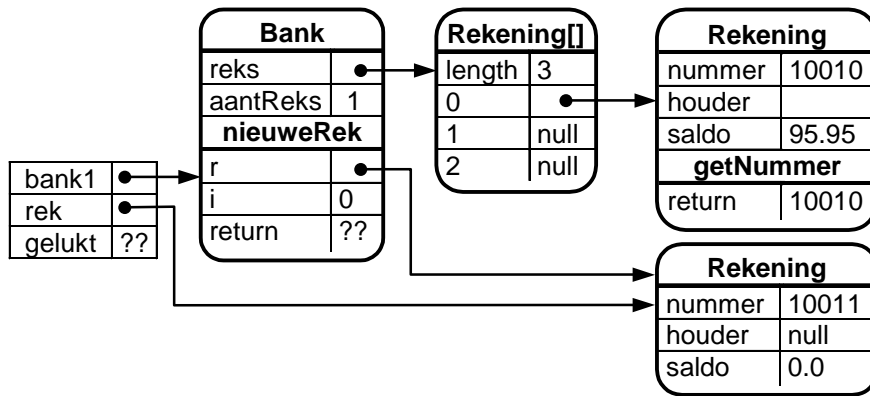 Bank
reks
aantReks 1
nieuweRek
r
i 0
return ??
Rekening[]
length 3
0
1 null
2 null
Rekening
nummer 10010
houder
saldo 95.95
getNummer
return 10010
bank1
rek
gelukt ??
Rekening
nummer 10011
houder null
saldo 0.0